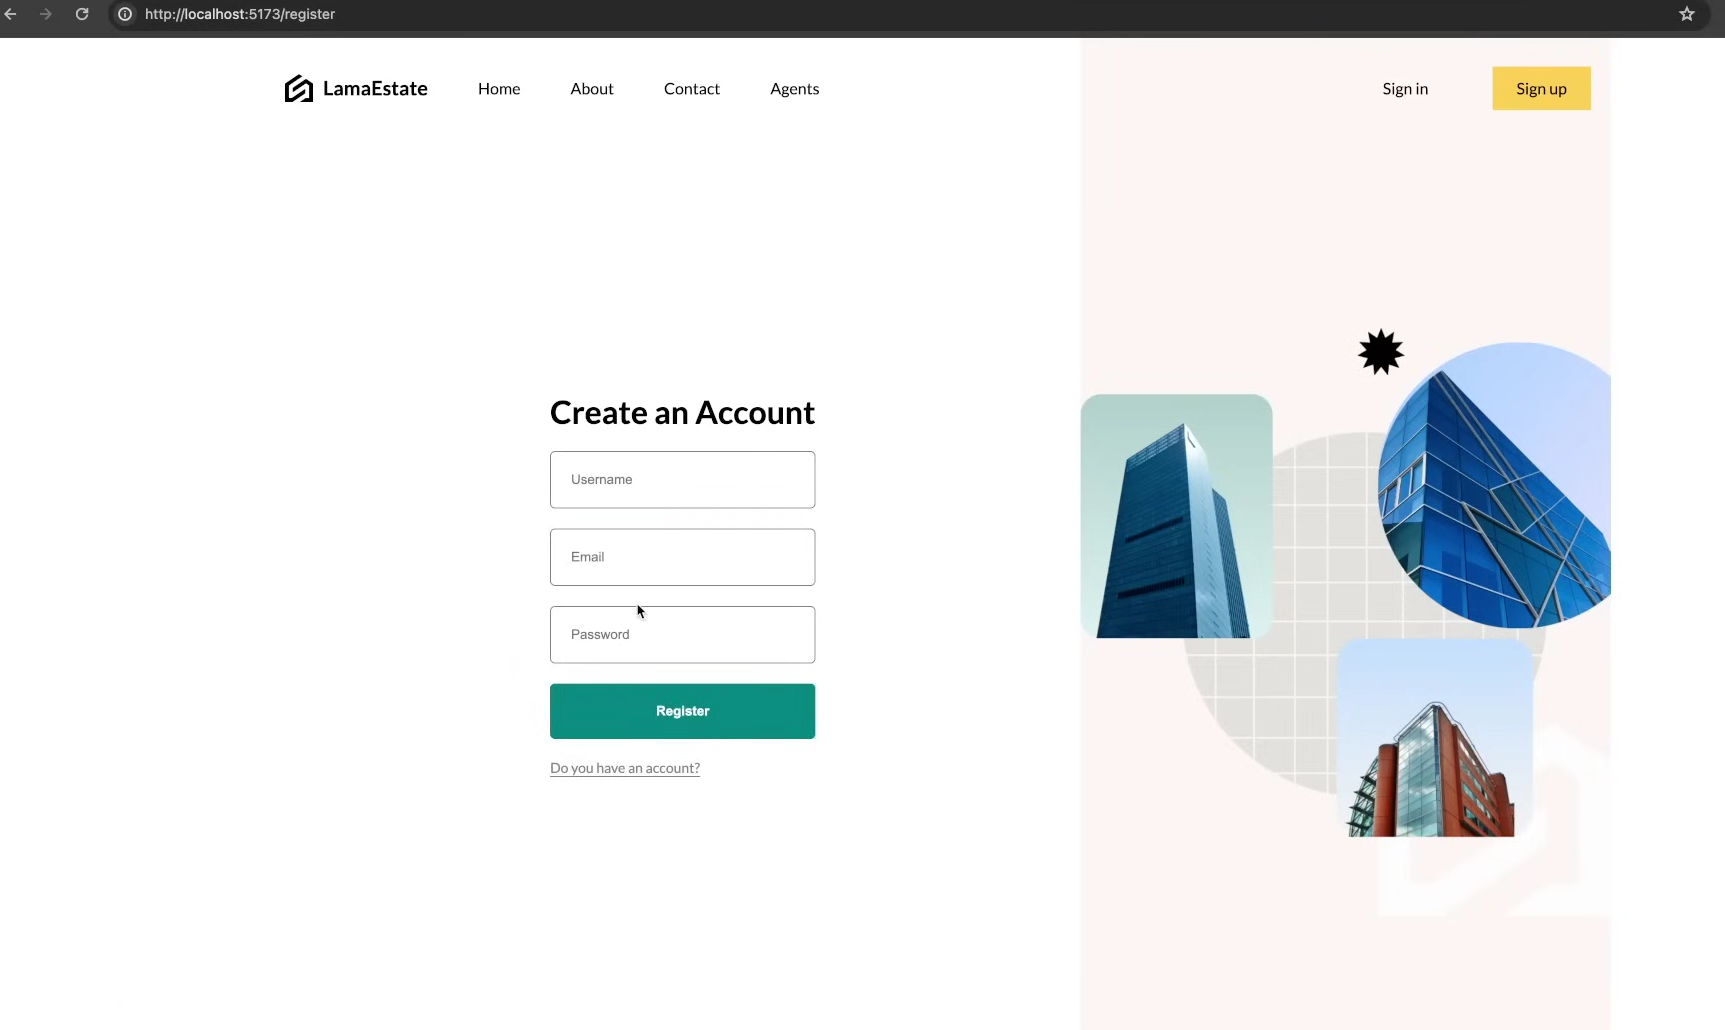 http://localhost:5173/register
LamaEstate Home About Contact Agents Sign in Sign up
Create an Account
Username
Email
Password
Register
Do you have an account?